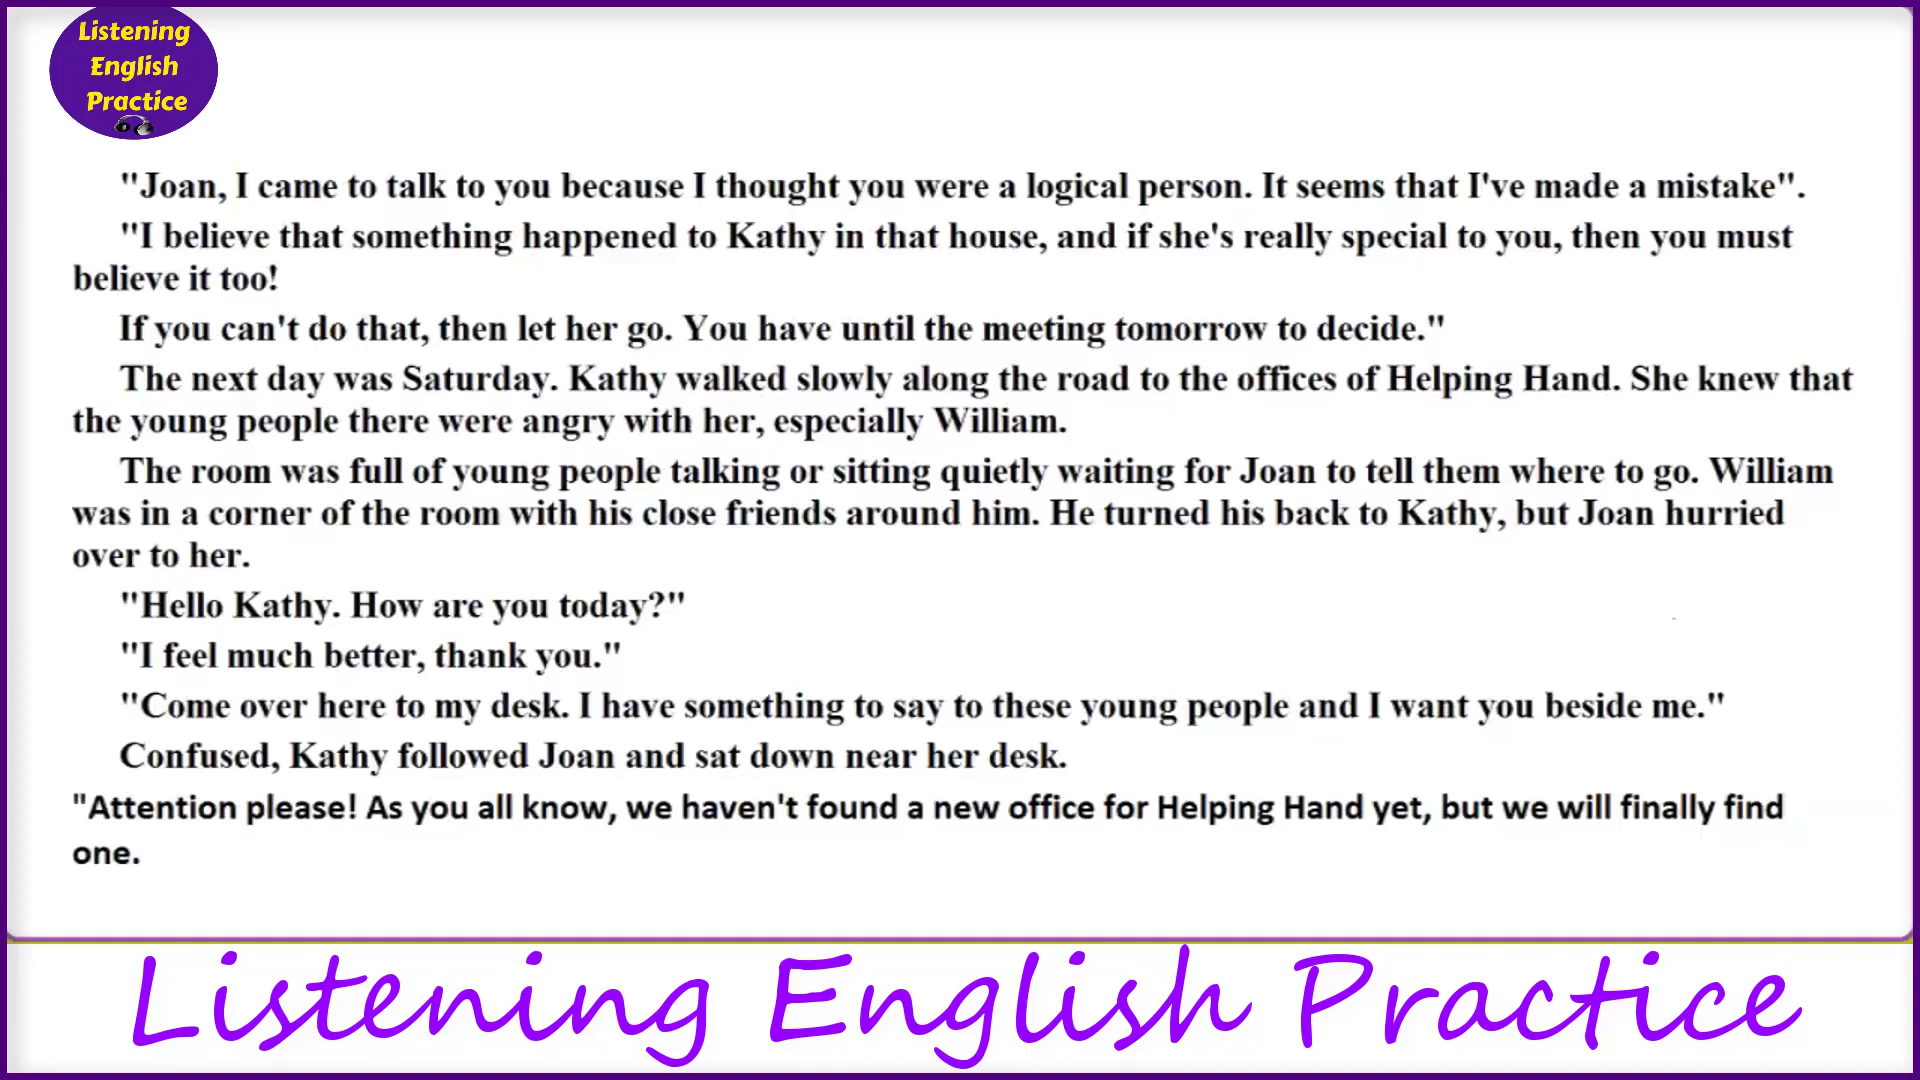 Listening
English
Practice
"Joan, I came to talk to you because I thought you were a logical person. It seems that I've made a mistake".
"I believe that something happened to Kathy in that house, and if she's really special to you, then you must
believe it too!
If you can't do that, then let her go. You have until the meeting tomorrow to decide."
The next day was Saturday. Kathy walked slowly along the road to the offices of Helping Hand. She knew that
the young people there were angry with her, especially William.
The room was full of young people talking or sitting quietly waiting for Joan to tell them where to go. William
was in a corner of the room with his close friends around him. He turned his back to Kathy, but Joan hurried
over to her.
"Hello Kathy. How are you today?"
"I feel much better, thank you."
"Come over here to my desk. I have something to say to these young people and I want you beside me."
Confused, Kathy followed Joan and sat down near her desk.
"Attention please! As you all know, we haven't found a new office for Helping Hand yet, but we will finally find
one.
Listening English Practice